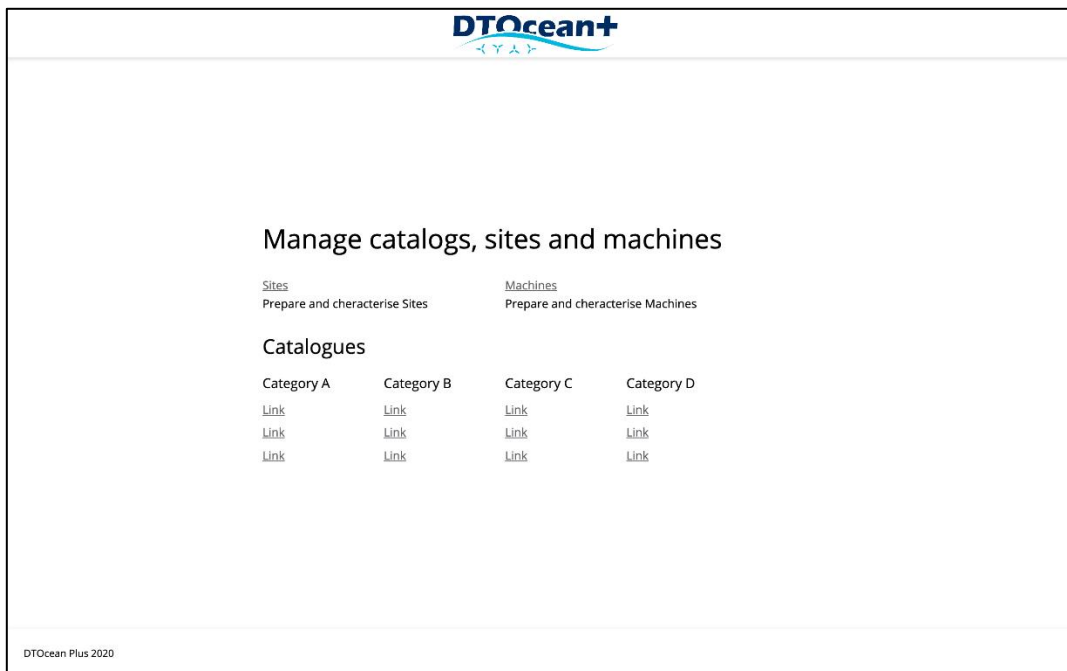 DTOcean+
Manage catalogs, sites and machines
Sites Machines
Prepare and cheracterise Sites Prepare and cheracterise Machines
Catalogues
Category A Category B Category C Category D
Link Link Link Link
Link Link Link Link
Link Link Link Link
DTOcean Plus 2020